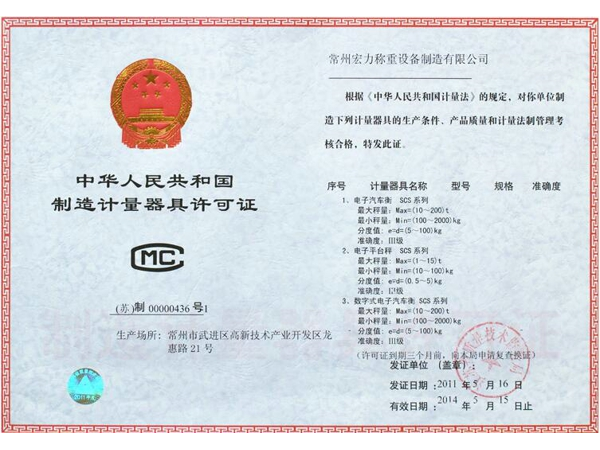 中华人民共和国
制造计量器具许可证
CMC
(苏)制 00000436 号1
生产场所：常州市武进区高新技术产业开发区龙
惠路 21 号
常州宏力称重设备制造有限公司
根据《中华人民共和国计量法》的规定，对你单位制
造下列计量器具的生产条件、产品质量和计量法制管理考
核合格，特发此证。
序号 计量器具名称 型号 规格 准确度
1、电子汽车衡 SCS 系列
最大秤量：Max=(10～200)t
最小秤量：Min=(100～2000)kg
分度值：e=d=(5～100)kg
准确度：III级
2、电子平台秤 SCS 系列
最大秤量：Max=(1～15)t
最小秤量：Min=(10～100)kg
分度值：e=d=(0.5～5)kg
准确度：III级
3、数字式电子汽车衡 SCS 系列
最大秤量：Max=(10～200)t
最小秤量：Min=(100～2000)kg
分度值：e=d=(5～100)kg
准确度：III级
(许可证到期三个月前，向本局申请复查换证)
发证单位（盖章）：
发证日期：2011 年 5 月 16 日
有效日期：2014 年 5 月 15 日止